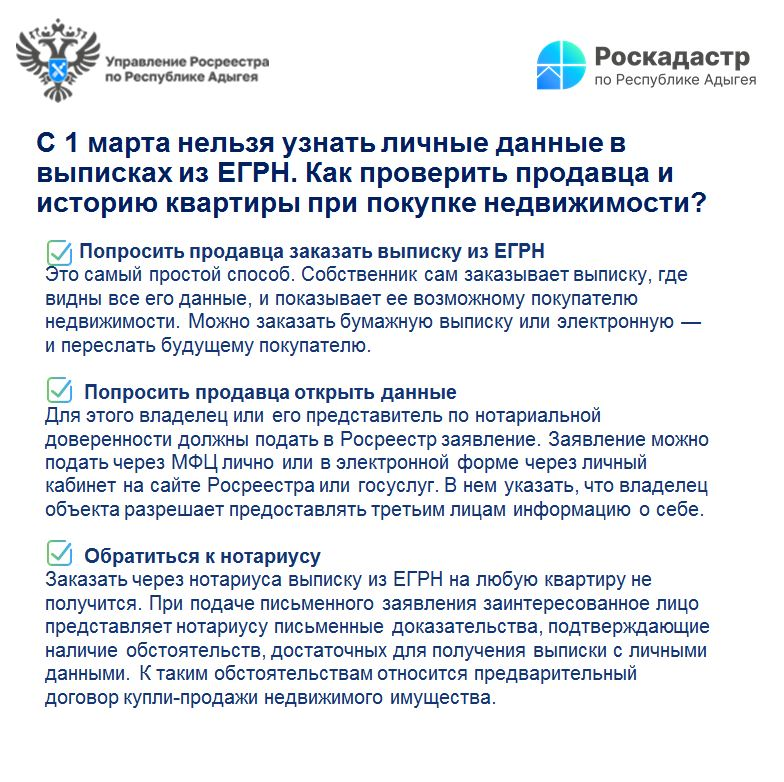 Управление Росреестра
по Республике Адыгея
Роскадастр
по Республике Адыгея
С 1 марта нельзя узнать личные данные в
выписках из ЕГРН. Как проверить продавца и
историю квартиры при покупке недвижимости?
Попросить продавца заказать выписку из ЕГРН
Это самый простой способ. Собственник сам заказывает выписку, где
видны все его данные, и показывает ее возможному покупателю
недвижимости. Можно заказать бумажную выписку или электронную —
и переслать будущему покупателю.
Попросить продавца открыть данные
Для этого владелец или его представитель по нотариальной
доверенности должны подать в Росреестр заявление. Заявление можно
подать через МФЦ лично или в электронной форме через личный
кабинет на сайте Росреестра или госуслуг. В нем указать, что владелец
объекта разрешает предоставлять третьим лицам информацию о себе.
Обратиться к нотариусу
Заказать через нотариуса выписку из ЕГРН на любую квартиру не
получится. При подаче письменного заявления заинтересованное лицо
представляет нотариусу письменные доказательства, подтверждающие
наличие обстоятельств, достаточных для получения выписки с личными
данными. К таким обстоятельствам относится предварительный
договор купли-продажи недвижимого имущества.